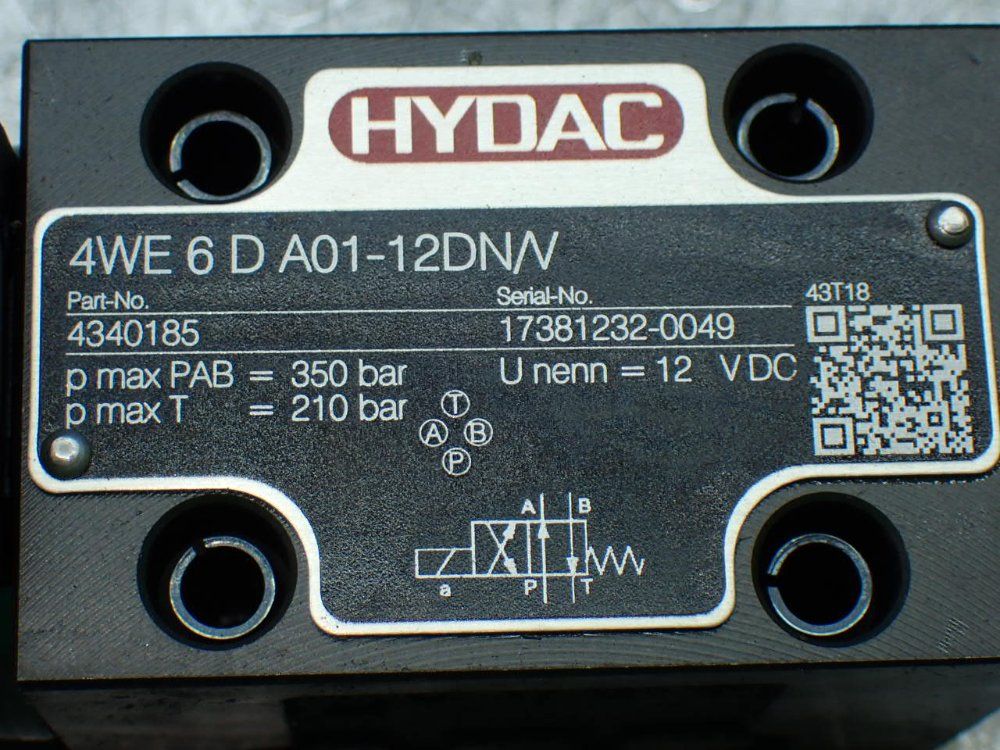 HYDAC
4WE 6 D A01-12DN/V
Part-No. Serial-No. 43T18
4340185 17381232-0049
p max PAB = 350 bar U nenn = 12 V DC
p max T = 210 bar
T
A B
P
A B
a P T